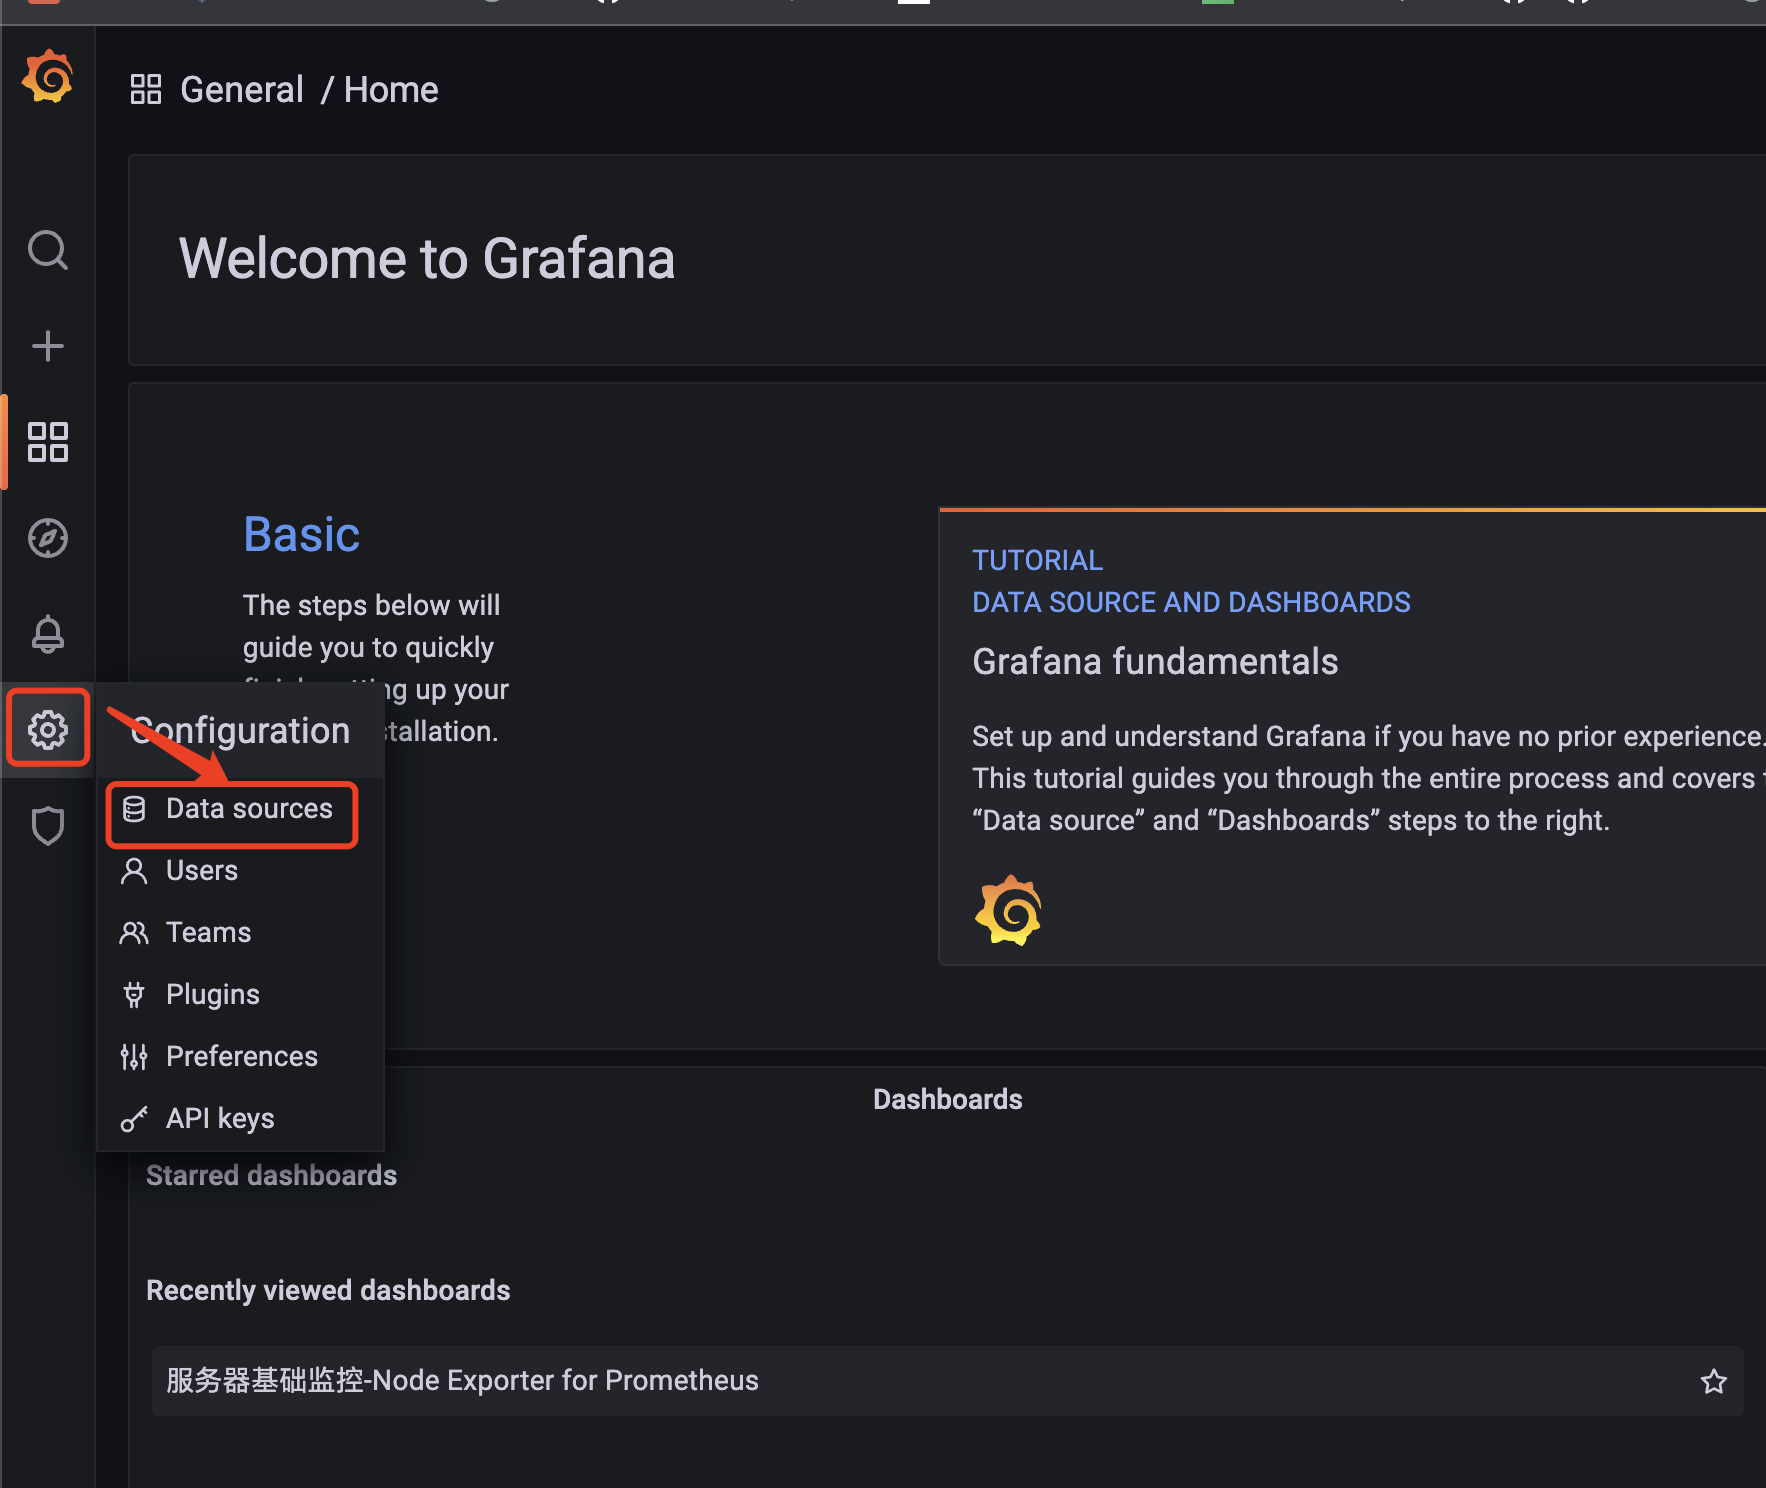 General / Home
Welcome to Grafana
Basic
The steps below will
guide you to quickly
ng up your
stallation.
TUTORIAL
DATA SOURCE AND DASHBOARDS
Grafana fundamentals
Set up and understand Grafana if you have no prior experience.
This tutorial guides you through the entire process and covers
“Data source” and “Dashboards” steps to the right.
Configuration
Data sources
Users
Teams
Plugins
Preferences
API keys
Dashboards
Starred dashboards
Recently viewed dashboards
服务器基础监控-Node Exporter for Prometheus